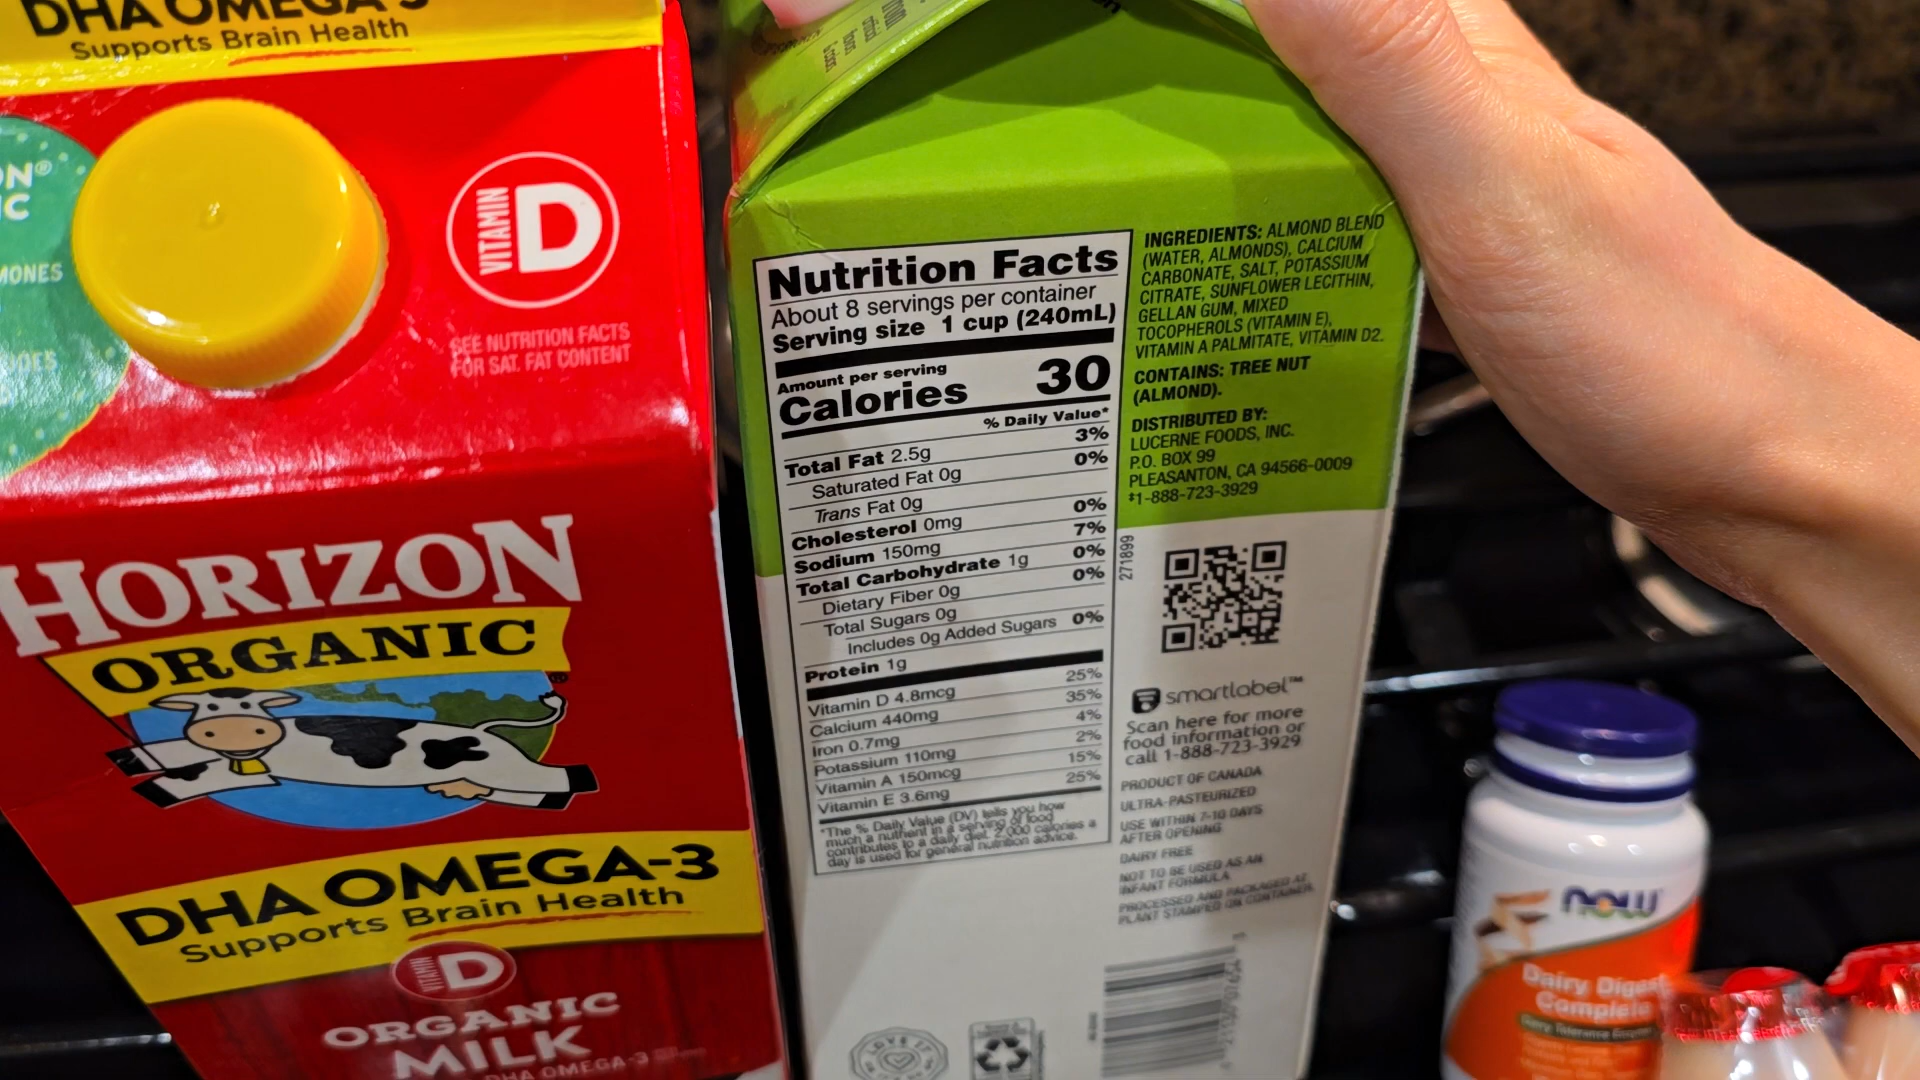 DHA OMEGA-3
Supports Brain Health
VITAMIN D
SEE NUTRITION FACTS
FOR SAT. FAT CONTENT
HORIZON
ORGANIC
DHA OMEGA-3
Supports Brain Health
VITAMIN D
ORGANIC
MILK
DHA OMEGA-3
Nutrition Facts
About 8 servings per container
Serving size 1 cup (240mL)
Amount per serving
Calories 30
% Daily Value*
Total Fat 2.5g 3%
Saturated Fat 0g 0%
Trans Fat 0g
Cholesterol 0mg 0%
Sodium 150mg 7%
Total Carbohydrate 1g 0%
Dietary Fiber 0g 0%
Total Sugars 0g
Includes 0g Added Sugars 0%
Protein 1g
Vitamin D 4.8mcg 25%
Calcium 440mg 35%
Iron 0.7mg 4%
Potassium 110mg 2%
Vitamin A 150mcg 15%
Vitamin E 3.6mg 25%
*The % Daily Value (DV) tells you how
much a nutrient in a serving of food
contributes to a daily diet. 2,000 calories a
day is used for general nutrition advice.
INGREDIENTS: ALMOND BLEND
(WATER, ALMONDS), CALCIUM
CARBONATE, SALT, POTASSIUM
CITRATE, SUNFLOWER LECITHIN,
GELLAN GUM, MIXED
TOCOPHEROLS (VITAMIN E),
VITAMIN A PALMITATE, VITAMIN D2.
CONTAINS: TREE NUT
(ALMOND).
DISTRIBUTED BY:
LUCERNE FOODS, INC.
P.O. BOX 99
PLEASANTON, CA 94566-0009
1-888-723-3929
271899
smartlabel™
Scan here for more
food information or
call 1-888-723-3929
PRODUCT OF CANADA
ULTRA-PASTEURIZED
USE WITHIN 7-10 DAYS
AFTER OPENING
DAIRY FREE
NOT TO BE USED AS AN
INFANT FORMULA
PROCESSED AND PACKAGED AT
PLANT STAMPED ON CONTAINER
LOVE IT
NOW
Dairy Digest
Complete